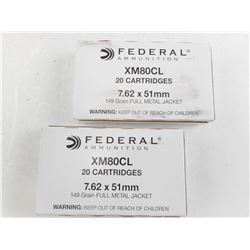 FEDERAL
AMMUNITION
XM80CL
20 CARTRIDGES
7.62 x 51mm
149 Grain FULL METAL JACKET
WARNING: KEEP OUT OF REACH OF CHILDREN
FEDERAL
AMMUNITION
XM80CL
20 CARTRIDGES
7.62 x 51mm
149 Grain FULL METAL JACKET
WARNING: KEEP OUT OF REACH OF CHILDREN.